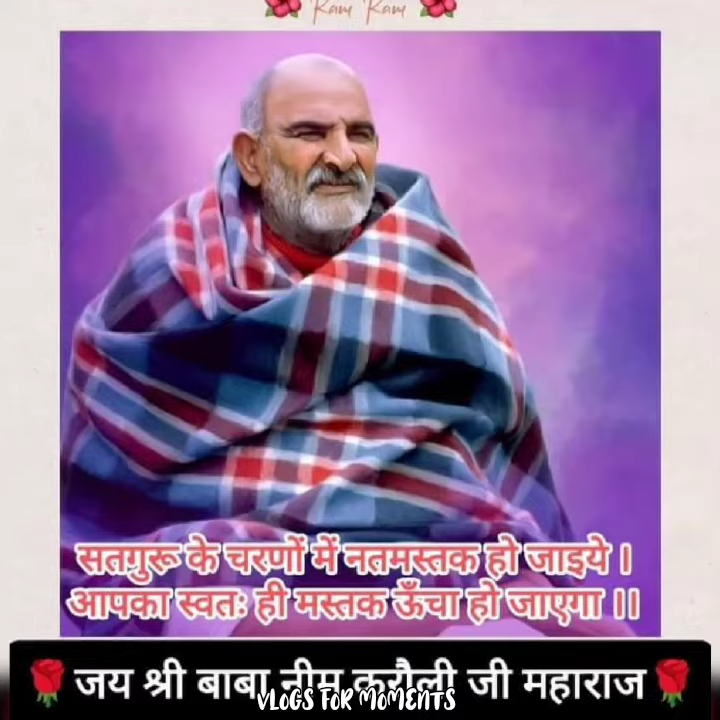 Ram Ram
सतगुरू के चरणों में नतमस्तक हो जाइये ।
आपका स्वतः ही मस्तक ऊँचा हो जाएगा ।।
जय श्री बाबा नीम करौली जी महाराज
VLOGS FOR MOMENTS